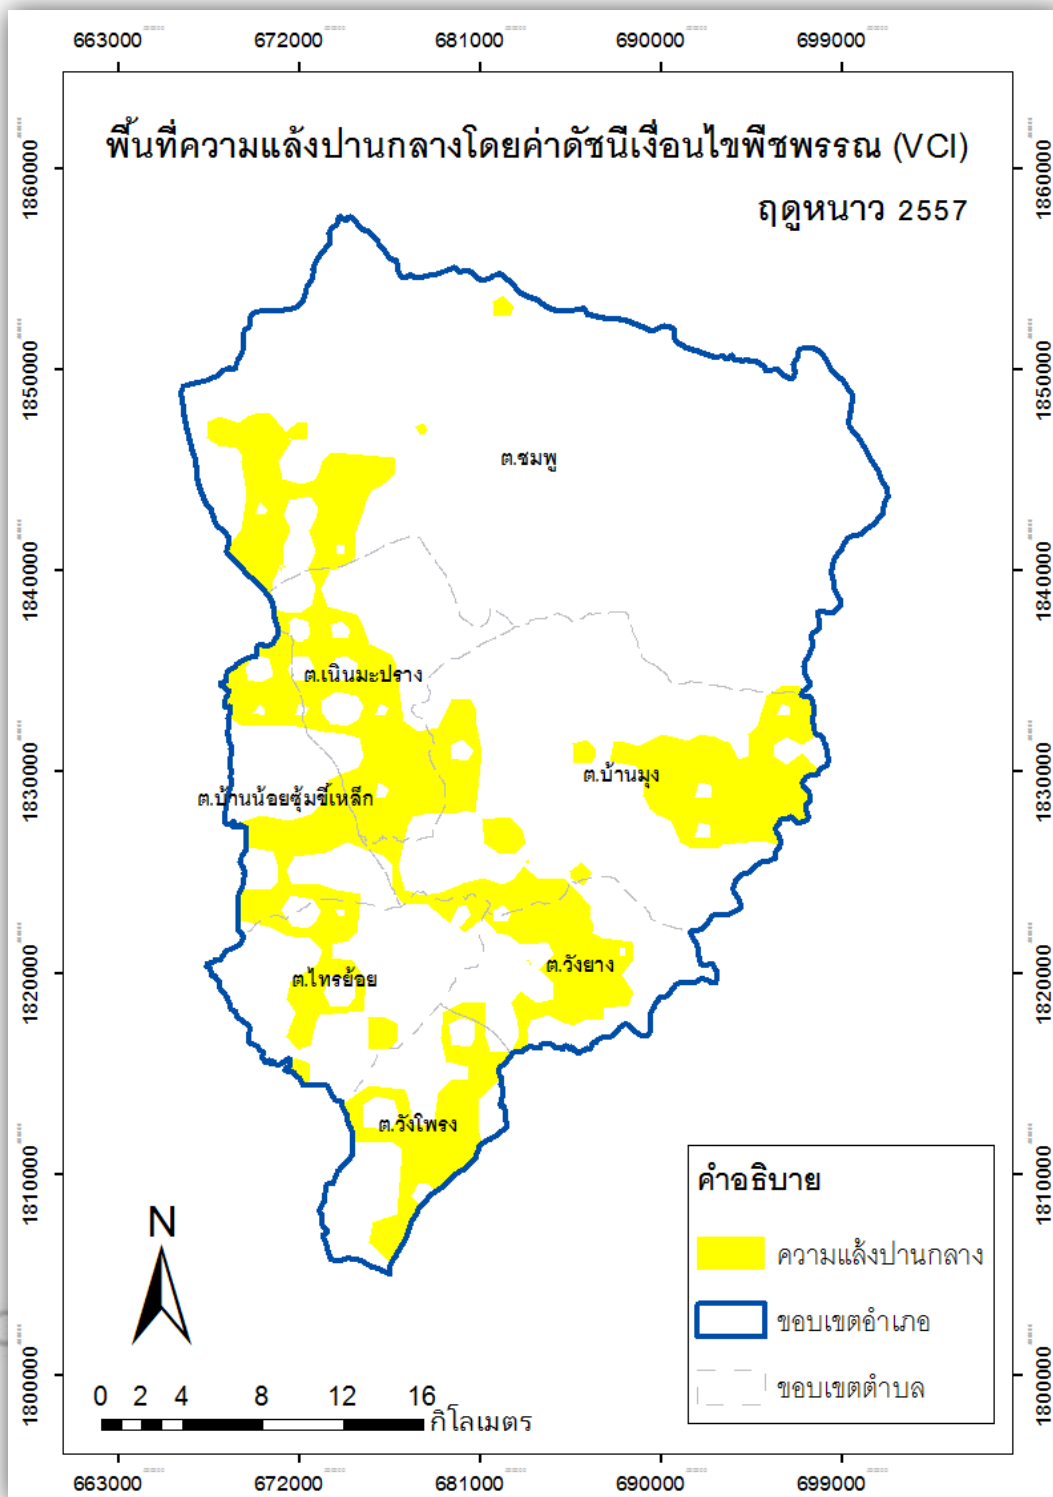 663000 672000 681000 690000 699000
พื้นที่ความแล้งปานกลางโดยค่าดัชนีเงื่อนไขพืชพรรณ (VCI)
ฤดูหนาว 2557
1860000 1860000
1850000 1850000
ต.ชมพู
1840000 1840000
ต.เนินมะปราง
1830000 1830000
ต.บ้านมุง
ต.บ้านน้อยซุ้มขี้เหล็ก
ต.วังยาง
1820000 1820000
ต.ไทรย้อย
ต.วังโพรง
1810000 1810000
คำอธิบาย
N
ความแล้งปานกลาง
ขอบเขตอำเภอ
1800000 1800000
ขอบเขตตำบล
0 2 4 8 12 16
กิโลเมตร
663000 672000 681000 690000 699000